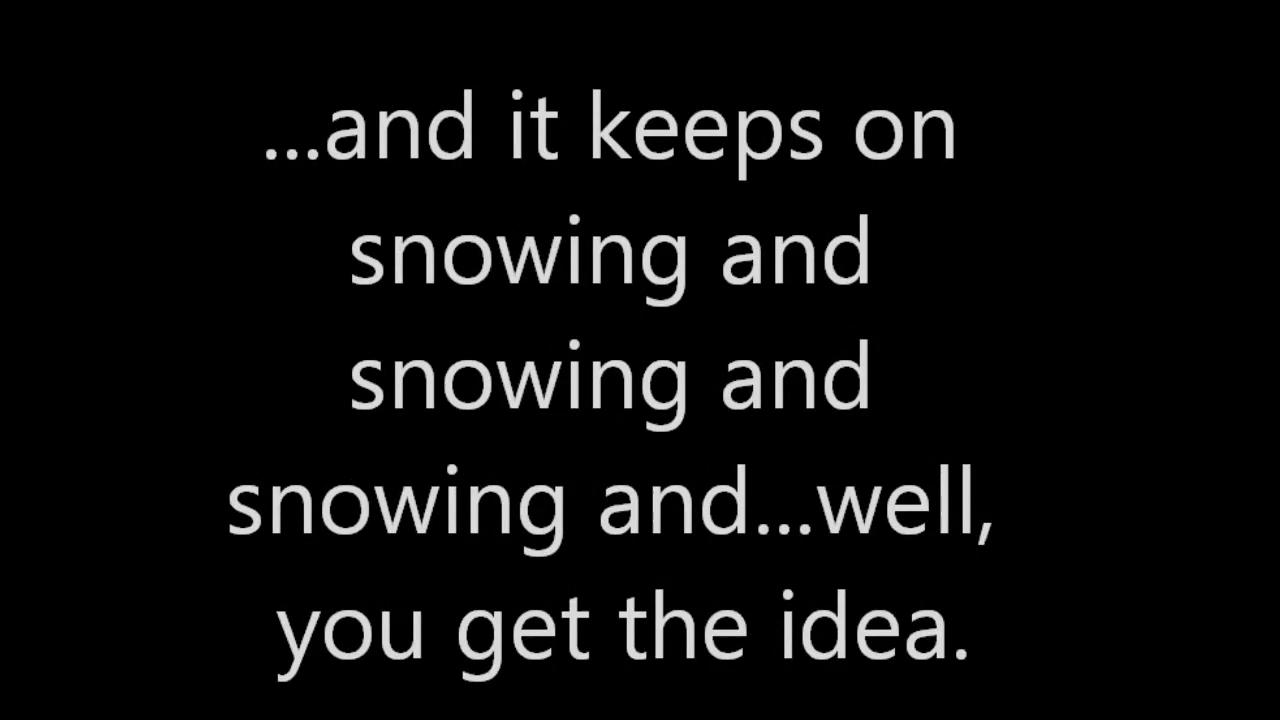 ...and it keeps on
snowing and
snowing and
snowing and...well,
you get the idea.